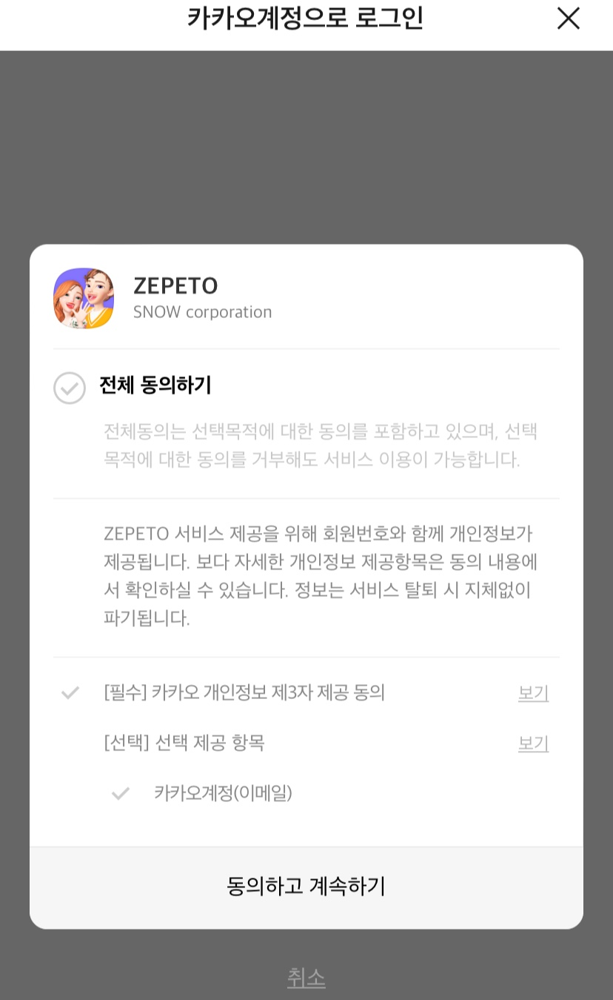 카카오계정으로 로그인
ZEPETO
SNOW corporation
전체 동의하기
전체동의는 선택목적에 대한 동의를 포함하고 있으며, 선택
목적에 대한 동의를 거부해도 서비스 이용이 가능합니다.
ZEPETO 서비스 제공을 위해 회원번호와 함께 개인정보가
제공됩니다. 보다 자세한 개인정보 제공항목은 동의 내용에
서 확인하실 수 있습니다. 정보는 서비스 탈퇴 시 지체없이
파기됩니다.
[필수] 카카오 개인정보 제3자 제공 동의 보기
[선택] 선택 제공 항목 보기
카카오계정(이메일)
동의하고 계속하기
취소